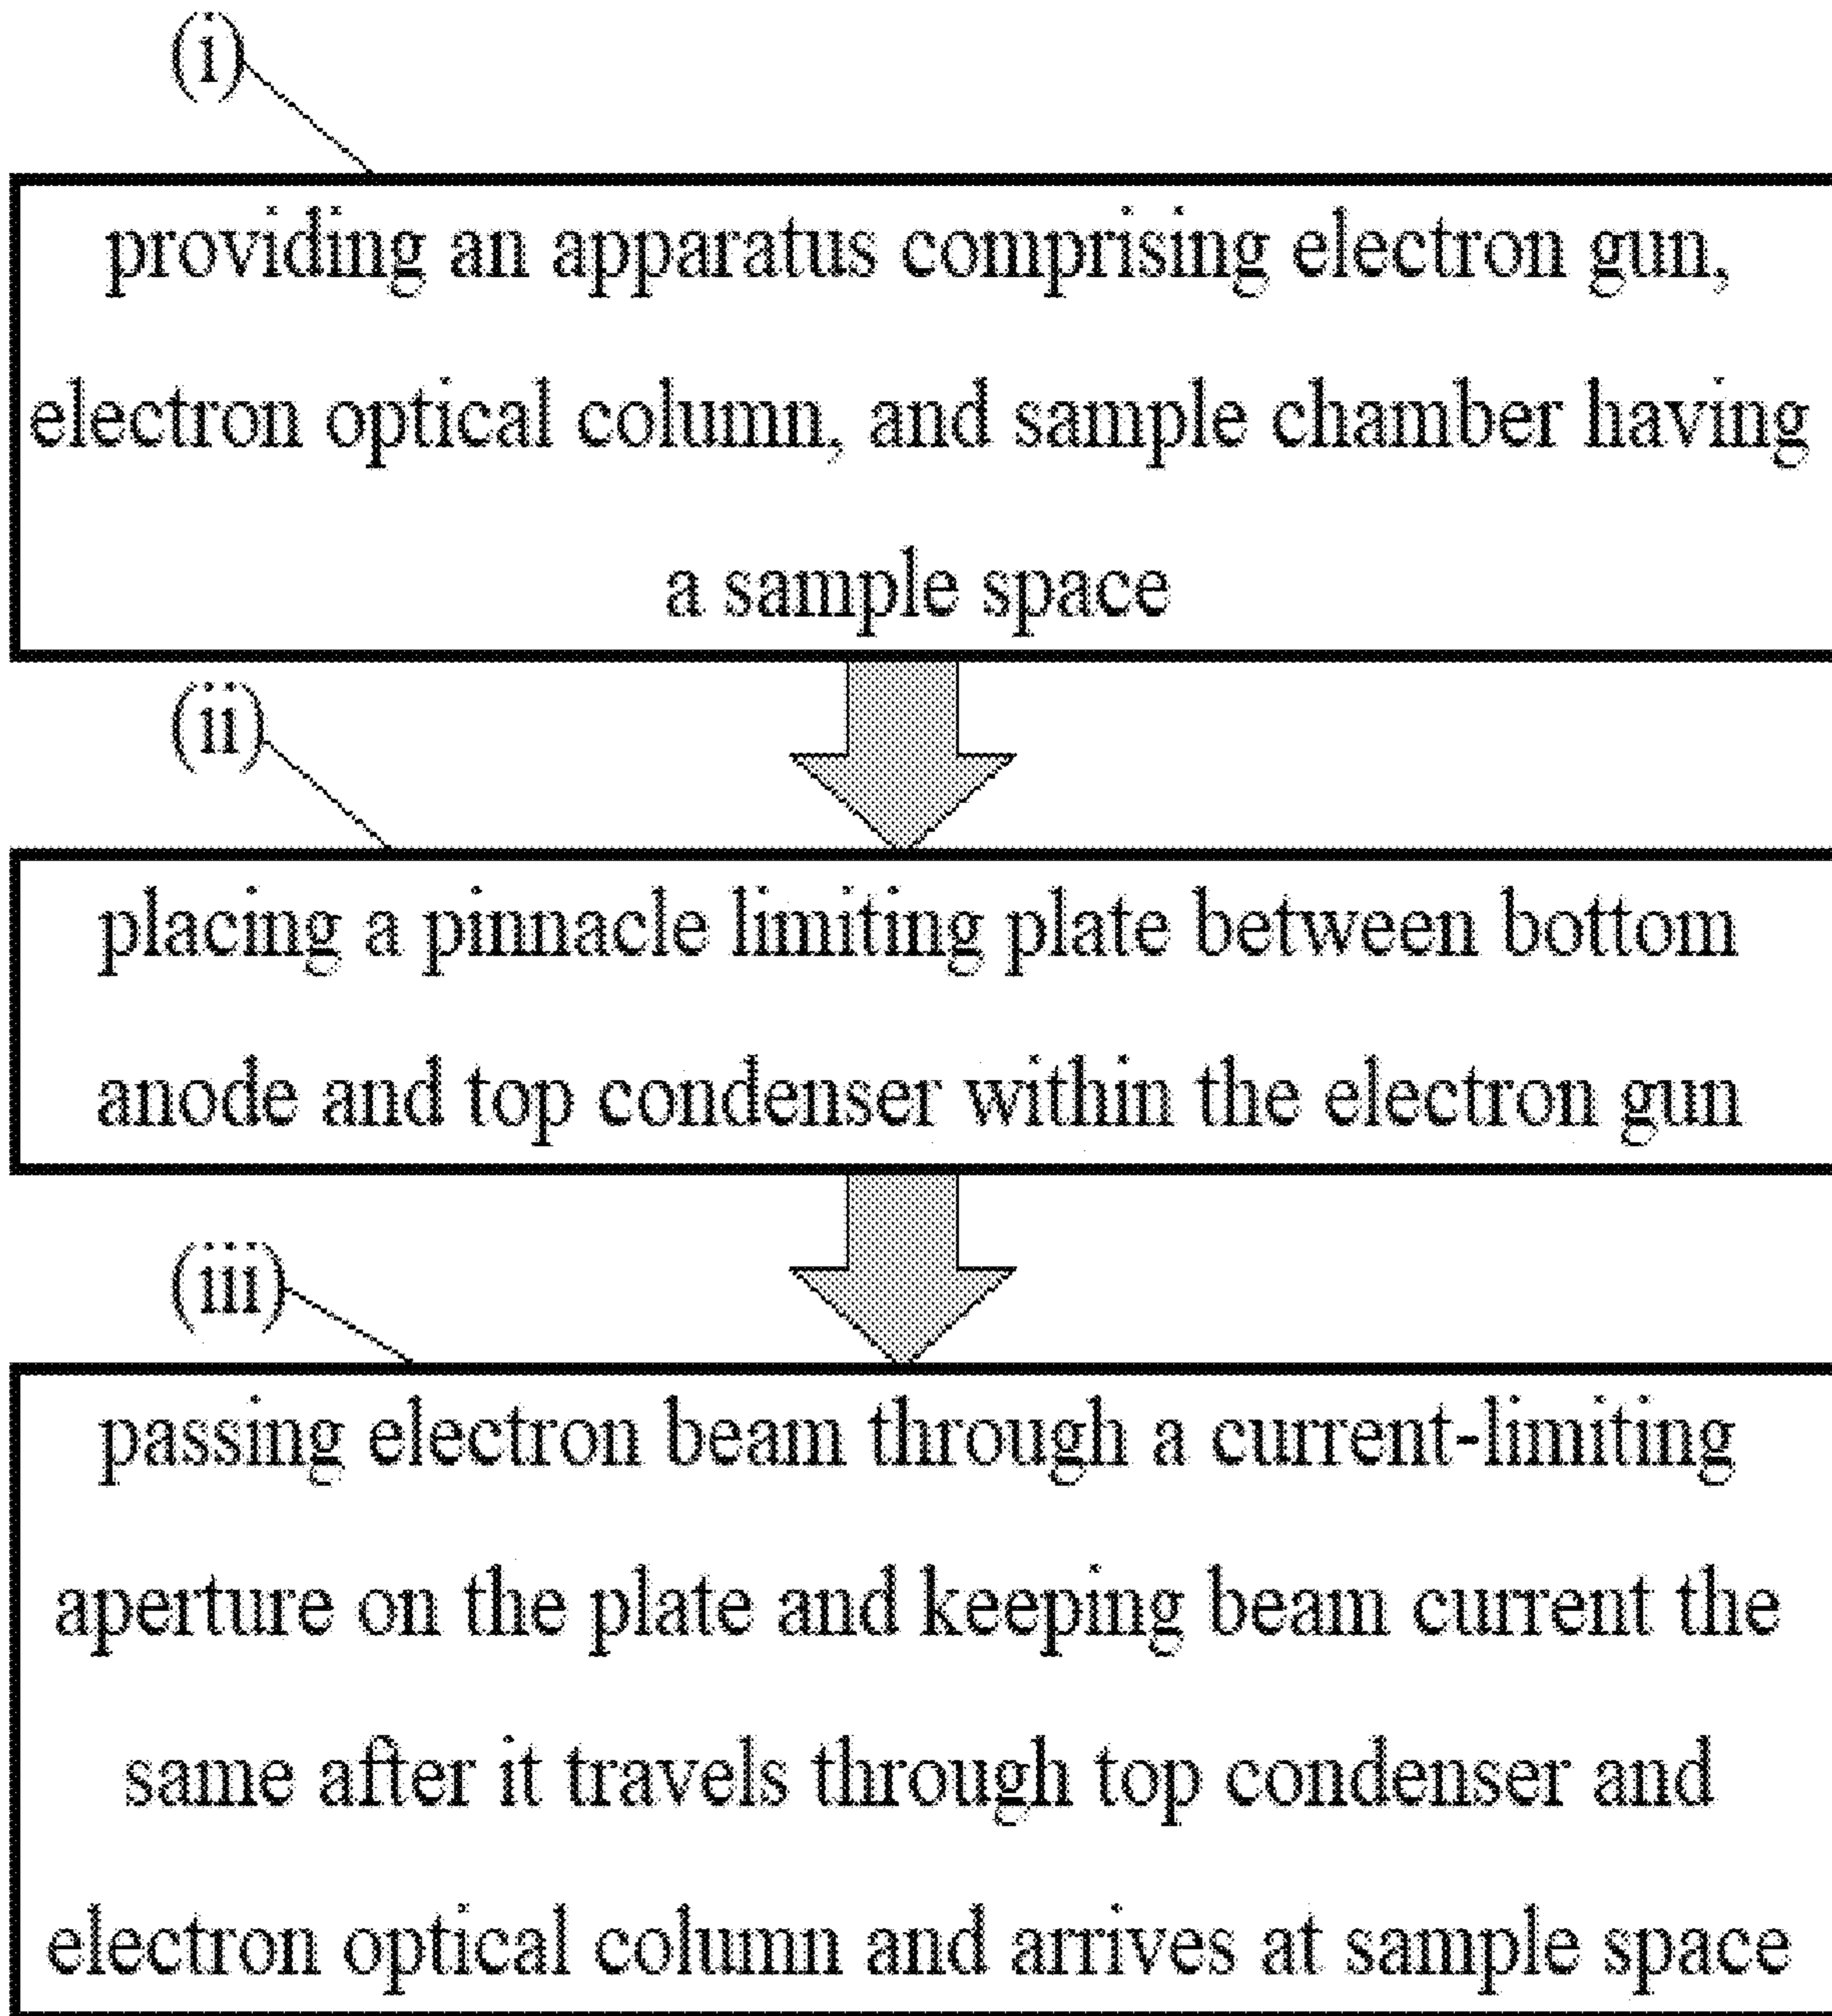 (i)
providing an apparatus comprising electron gun,
electron optical column, and sample chamber having
a sample space
(ii)
placing a pinnacle limiting plate between bottom
anode and top condenser within the electron gun
(iii)
passing electron beam through a current-limiting
aperture on the plate and keeping beam current the
same after it travels through top condenser and
electron optical column and arrives at sample space